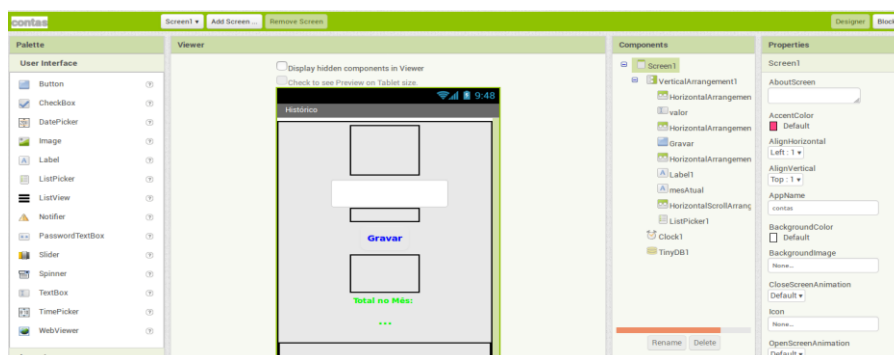 contas
Screen1 ▾
Add Screen ...
Remove Screen
Designer
Palette
User Interface
Button
CheckBox
DatePicker
Image
Label
ListPicker
ListView
Notifier
PasswordTextBox
Slider
Spinner
TextBox
TimePicker
WebViewer
Viewer
Display hidden components in Viewer
Check to see Preview on Tablet size.
9:48
Histórico
Gravar
Total no Mês:
...
Components
Screen1
VerticalArrangement1
HorizontalArrangemen
valor
HorizontalArrangemen
Gravar
HorizontalArrangemen
Label1
mesAtual
HorizontalScrollArrang
ListPicker1
Clock1
TinyDB1
Rename
Delete
Properties
Screen1
AboutScreen
AccentColor
Default
AlignHorizontal
Left : 1 ▾
AlignVertical
Top : 1 ▾
AppName
contas
BackgroundColor
Default
BackgroundImage
None...
CloseScreenAnimation
Default ▾
Icon
None...
OpenScreenAnimation
Default ▾